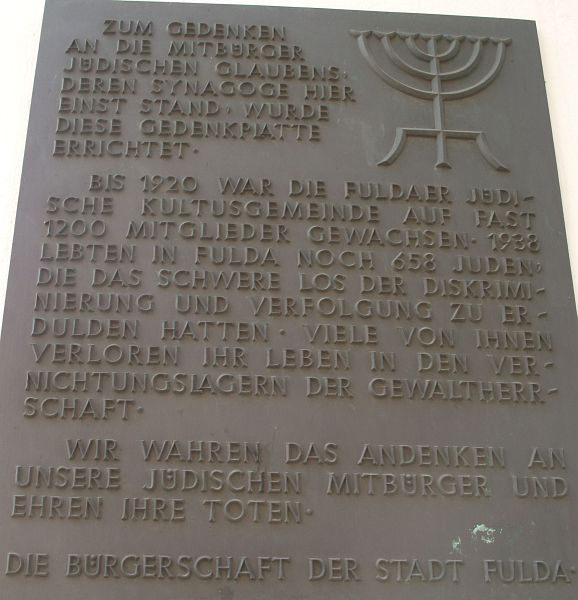 ZUM GEDENKEN
AN DIE MITBÜRGER
JÜDISCHEN GLAUBENS,
DEREN SYNAGOGE HIER
EINST STAND, WURDE
DIESE GEDENKPLATTE
ERRICHTET.
BIS 1920 WAR DIE FULDAER JÜDI-
SCHE KULTUSGEMEINDE AUF FAST
1200 MITGLIEDER GEWACHSEN. 1938
LEBTEN IN FULDA NOCH 658 JUDEN,
DIE DAS SCHWERE LOS DER DISKRIMI-
NIERUNG UND VERFOLGUNG ZU ER-
DULDEN HATTEN. VIELE VON IHNEN
VERLOREN IHR LEBEN IN DEN VER-
NICHTUNGSLAGERN DER GEWALTHERR-
SCHAFT.
WIR WAHREN DAS ANDENKEN AN
UNSERE JÜDISCHEN MITBÜRGER UND
EHREN IHRE TOTEN.
DIE BÜRGERSCHAFT DER STADT FULDA.